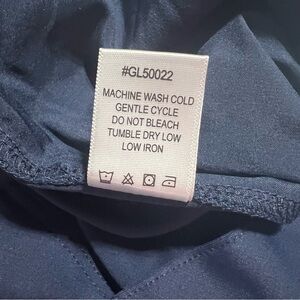 #GL50022
MACHINE WASH COLD
GENTLE CYCLE
DO NOT BLEACH
TUMBLE DRY LOW
LOW IRON